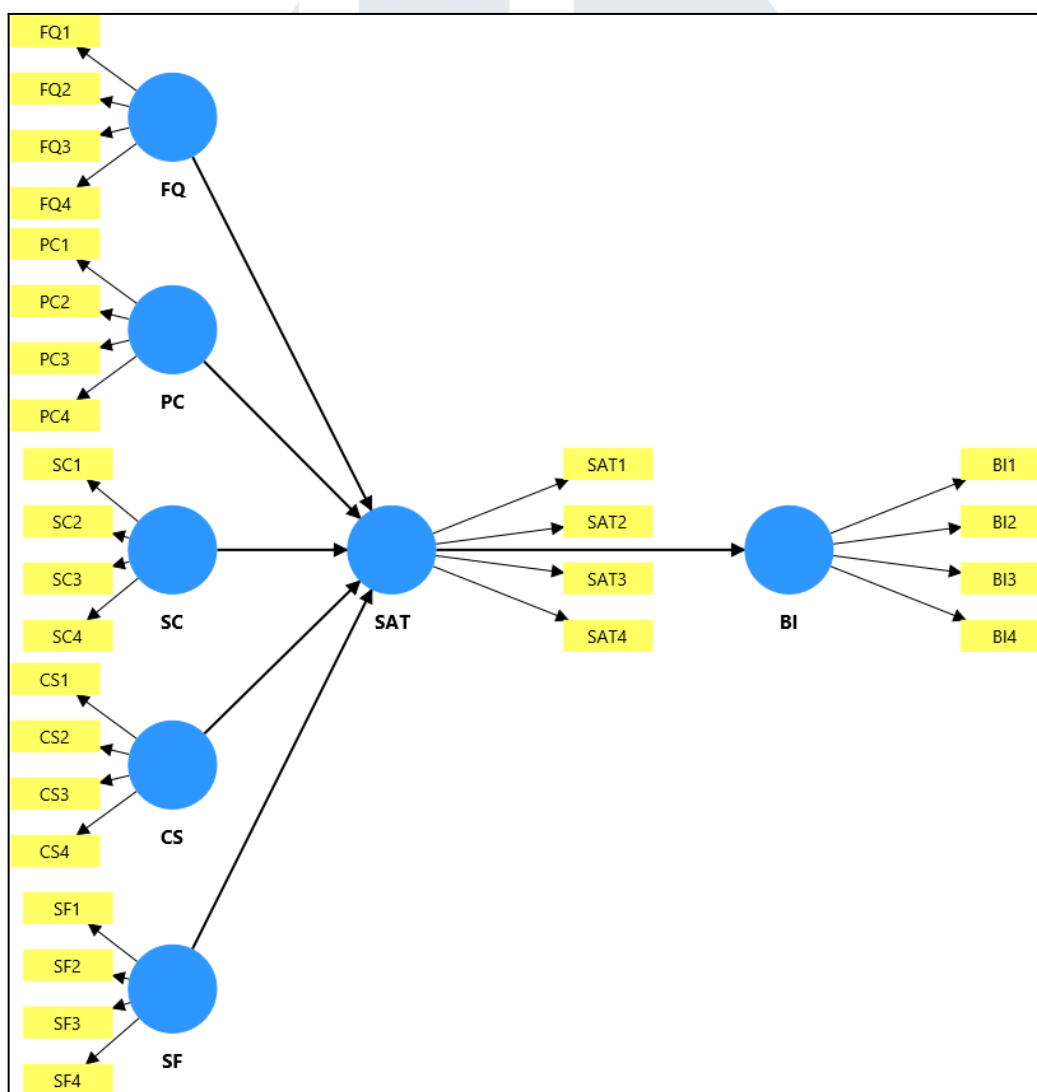 FQ1
FQ2
FQ3
FQ4
FQ
PC1
PC2
PC3
PC4
PC
SC1
SC2
SC3
SC4
SC
CS1
CS2
CS3
CS4
CS
SF1
SF2
SF3
SF4
SF
SAT
SAT1
SAT2
SAT3
SAT4
BI
BI1
BI2
BI3
BI4